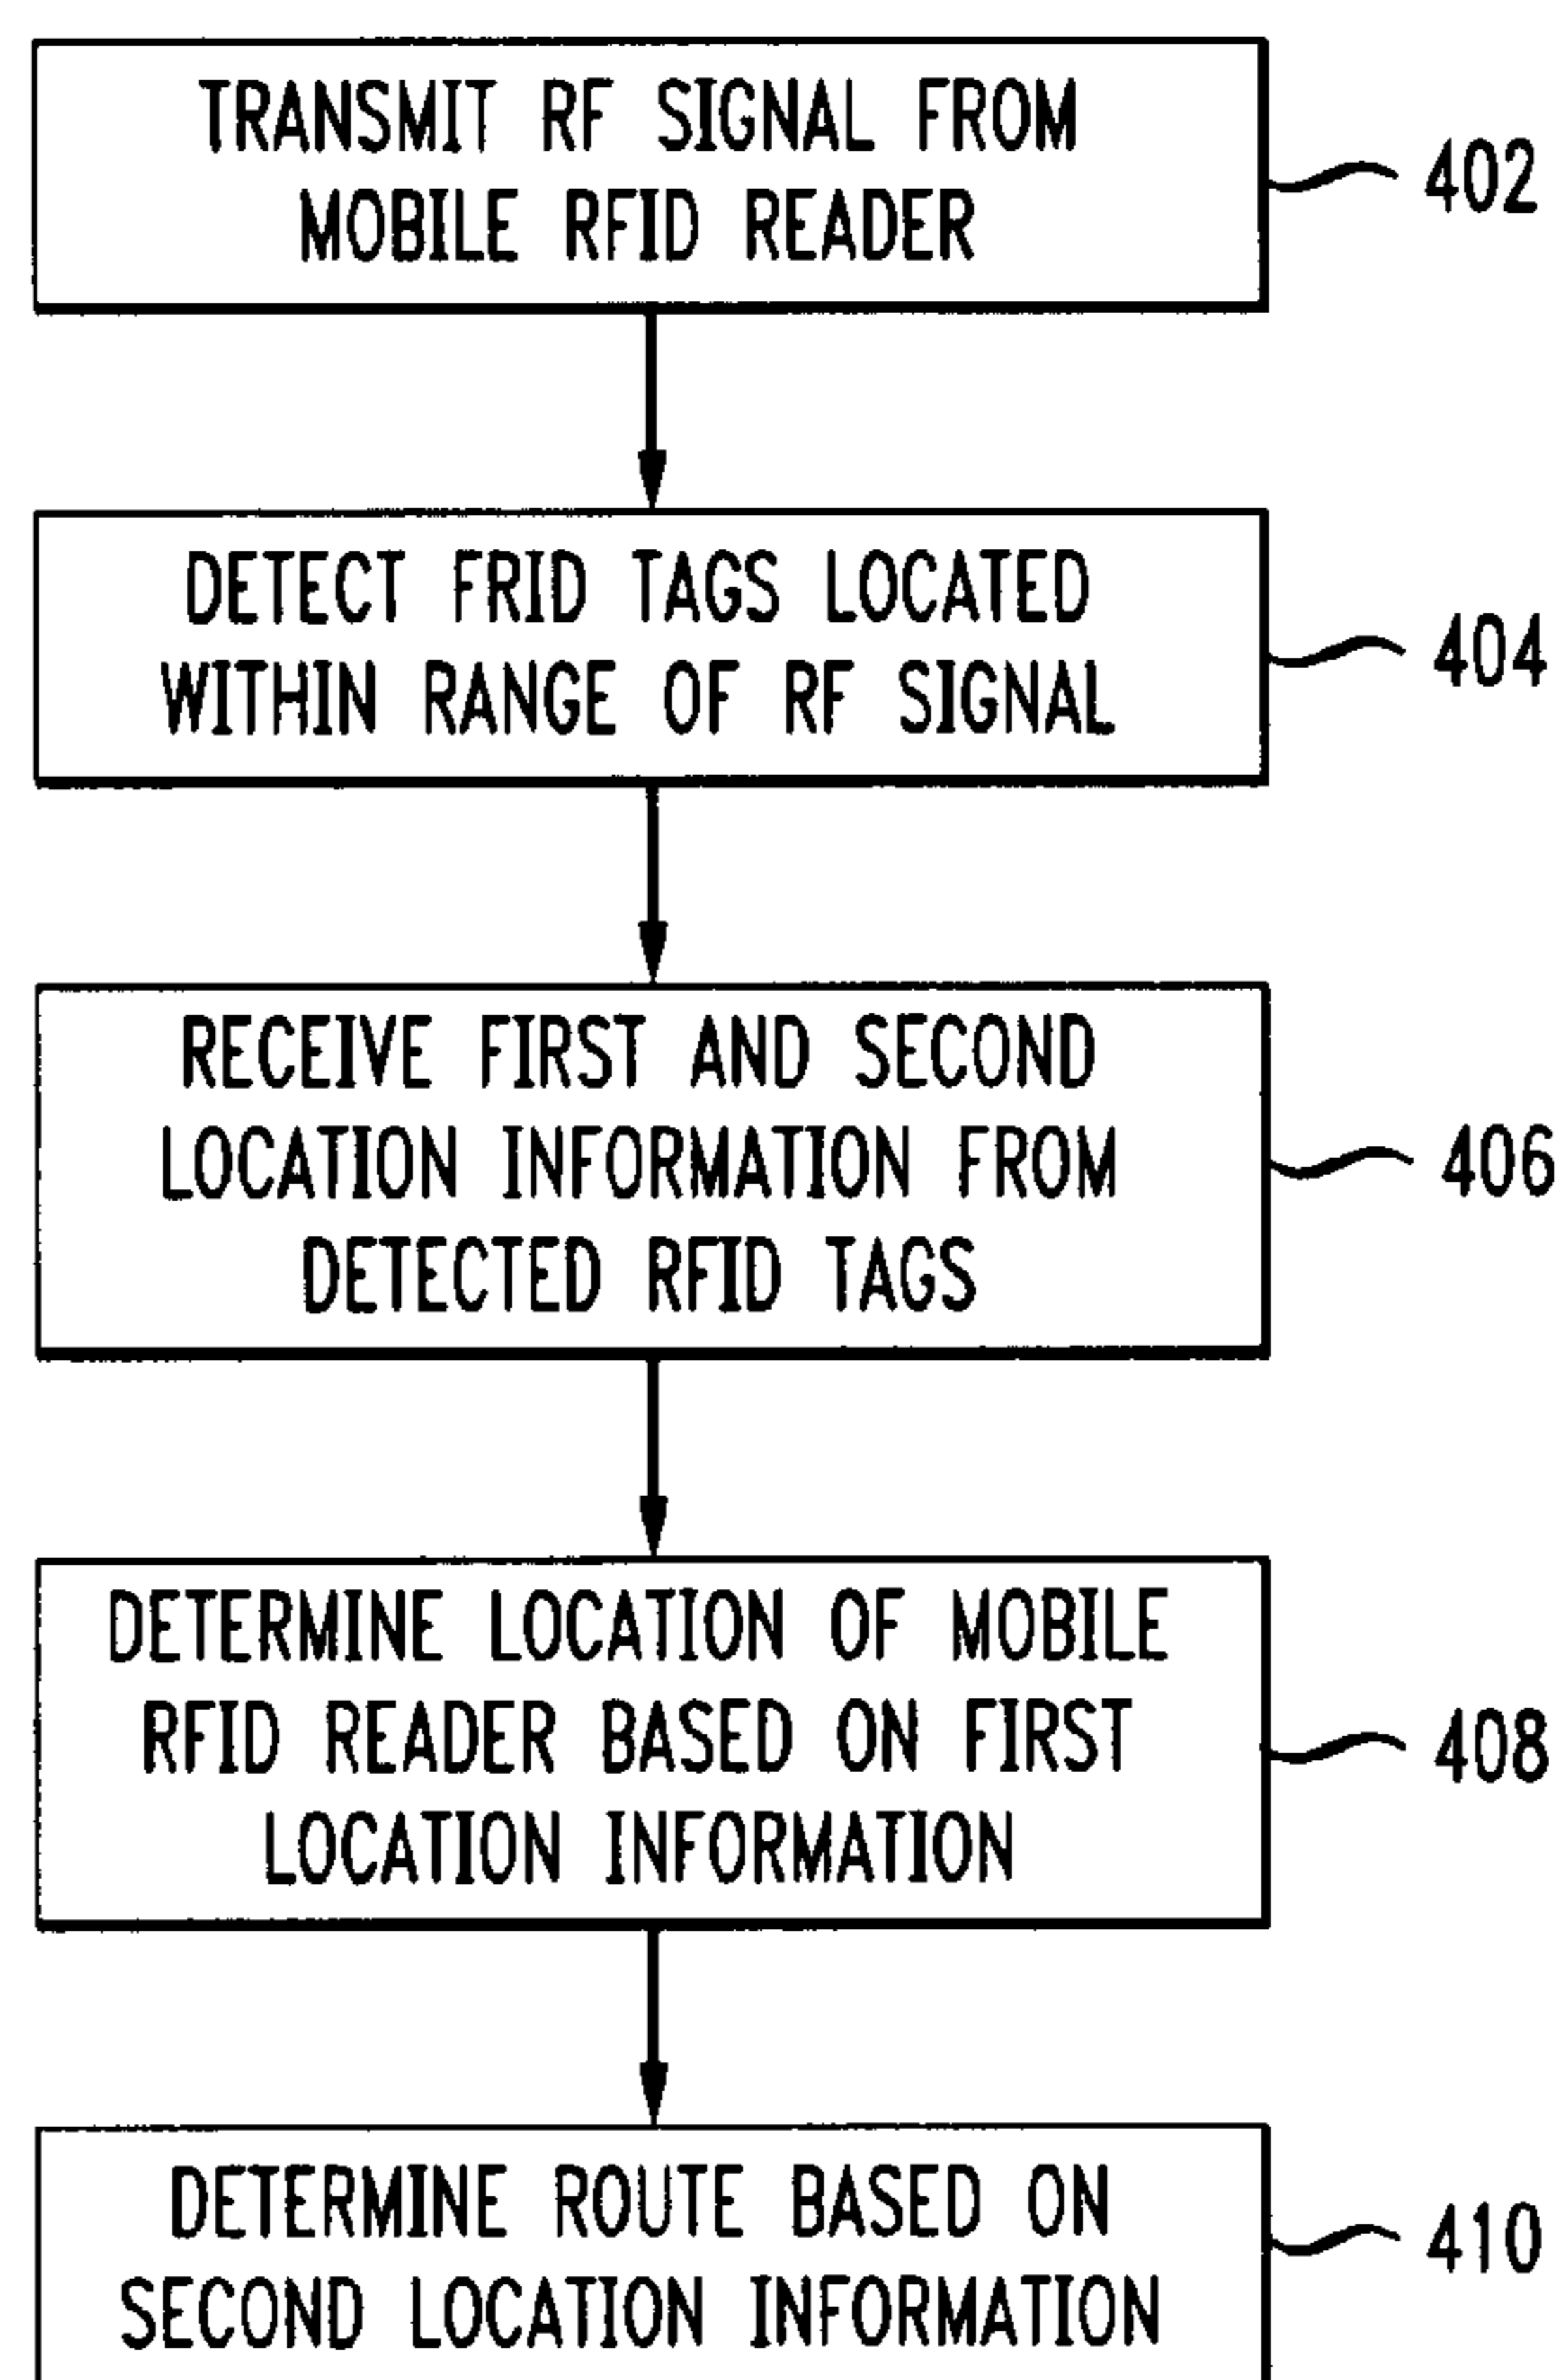 TRANSMIT RF SIGNAL FROM
MOBILE RFID READER
402
DETECT FRID TAGS LOCATED
WITHIN RANGE OF RF SIGNAL
404
RECEIVE FIRST AND SECOND
LOCATION INFORMATION FROM
DETECTED RFID TAGS
406
DETERMINE LOCATION OF MOBILE
RFID READER BASED ON FIRST
LOCATION INFORMATION
408
DETERMINE ROUTE BASED ON
SECOND LOCATION INFORMATION
410